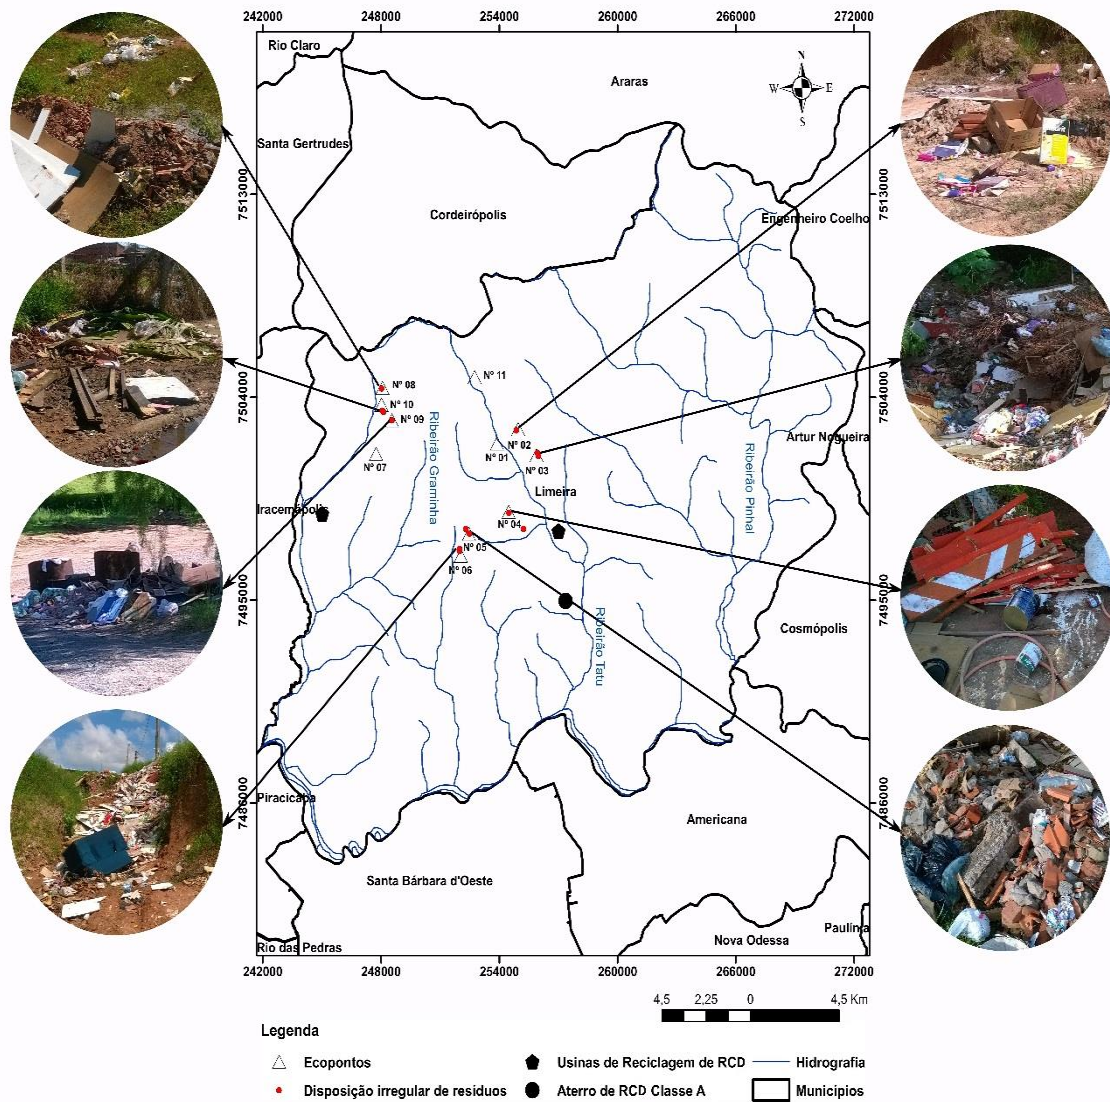 242000 248000 254000 260000 266000 272000
Rio Claro
Araras
N
W E
S
Santa Gertrudes
7513000
7513000
Cordeirópolis
Engenheiro Coelho
Nº 11
Nº 08
7504000
7504000
Nº 10
Nº 09
Nº 02
Nº 01
Nº 03
Artur Nogueira
Nº 07
Ribeirão Graminha
Ribeirão Pinhal
Limeira
Iracemápolis
Nº 04
Nº 05
Nº 06
7495000
7495000
Ribeirão Tatu
Cosmópolis
Piracicaba
7486000
7486000
Americana
Santa Bárbara d'Oeste
Paulínia
Nova Odessa
Rio das Pedras
242000 248000 254000 260000 266000 272000
4,5 2,25 0 4,5 Km
Legenda
Ecopontos
Usinas de Reciclagem de RCD
Hidrografia
Disposição irregular de resíduos
Aterro de RCD Classe A
Municípios